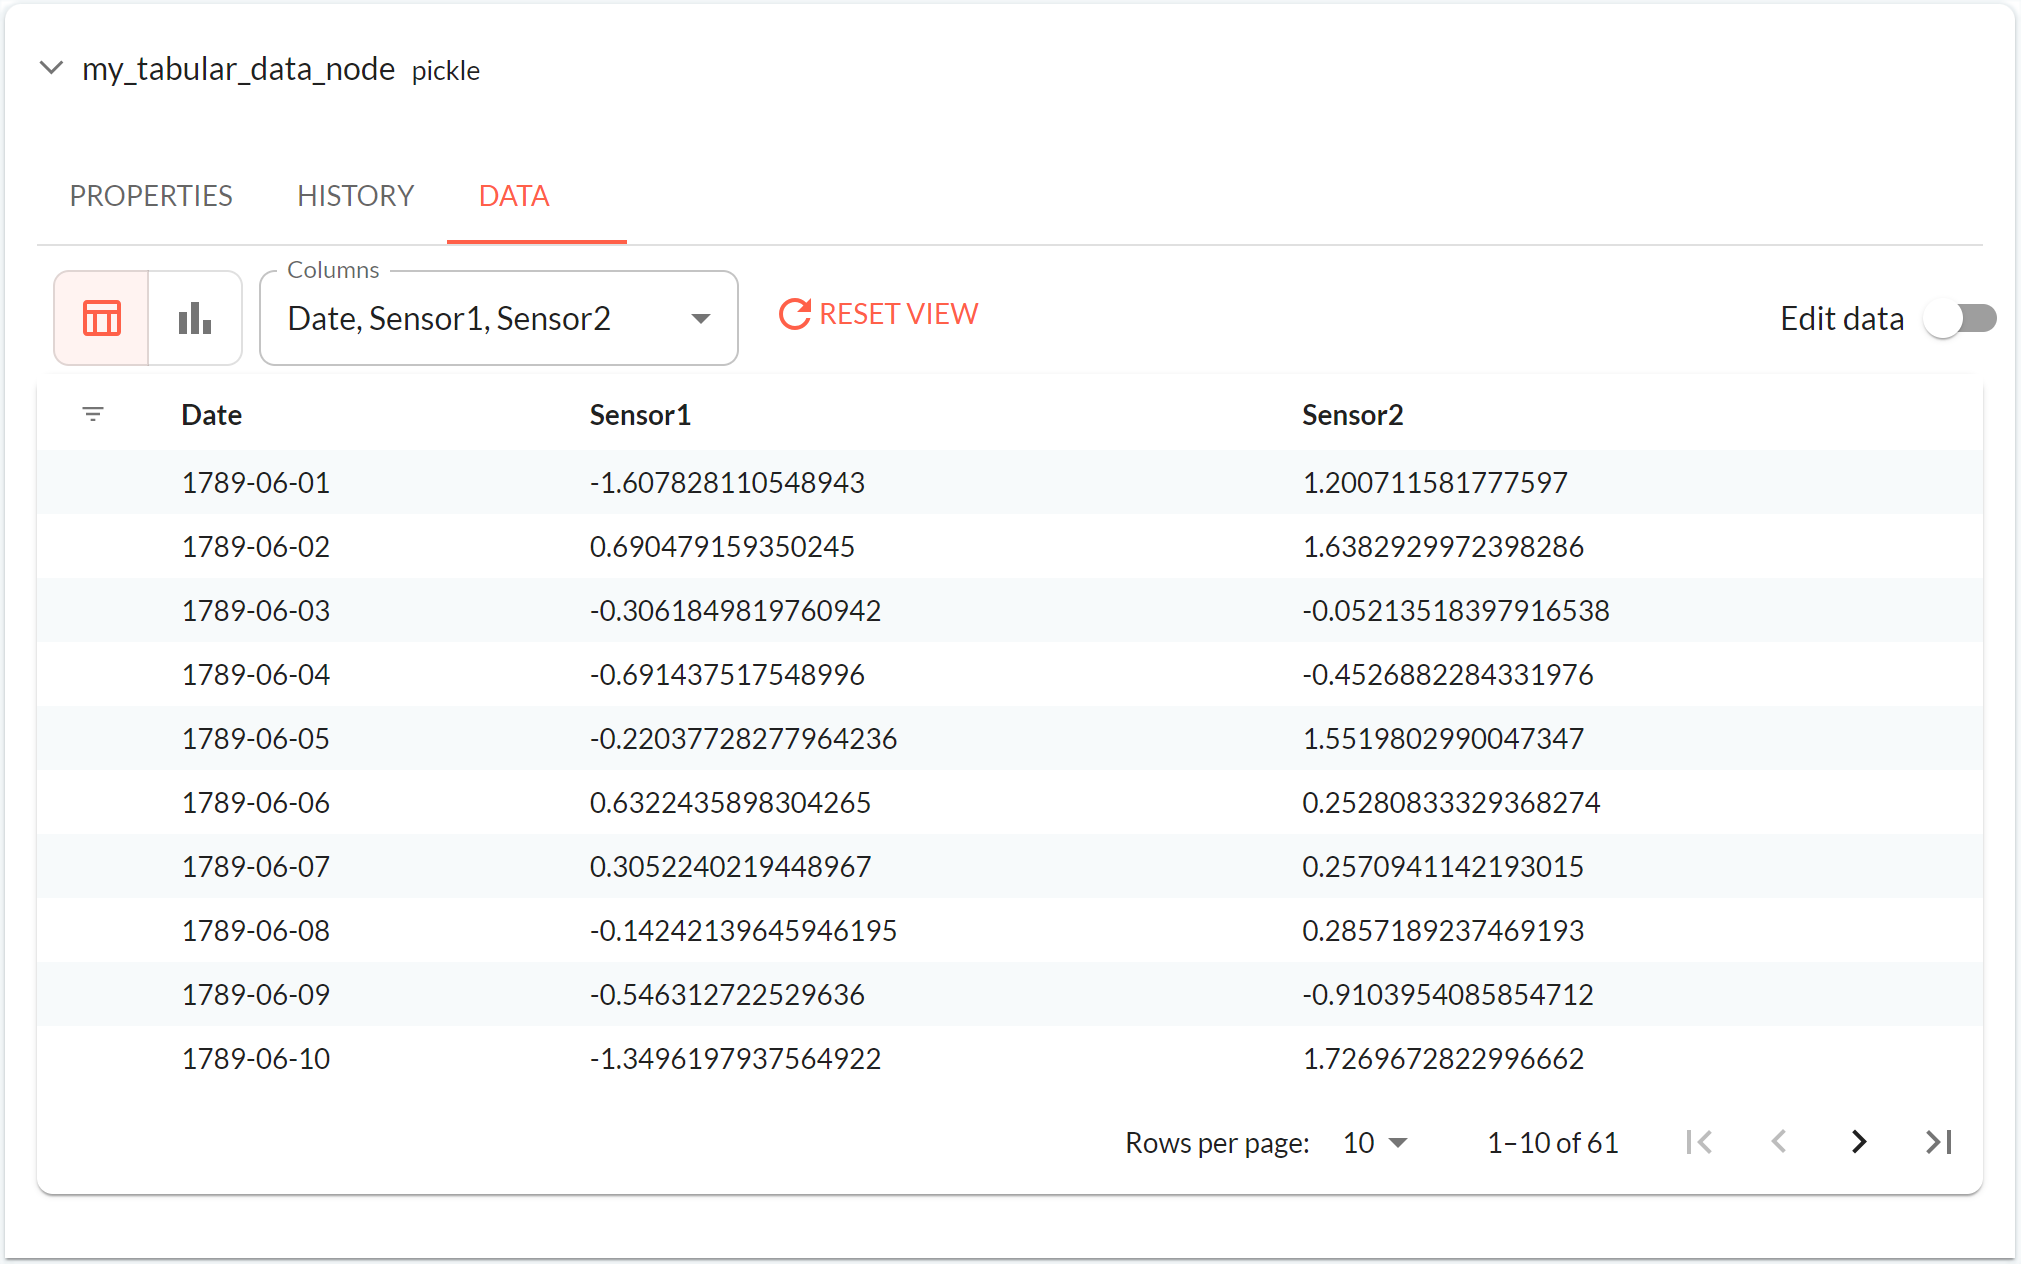 my_tabular_data_node pickle
PROPERTIES HISTORY DATA
Columns
Date, Sensor1, Sensor2 RESET VIEW Edit data
Date Sensor1 Sensor2
1789-06-01 -1.607828110548943 1.200711581777597
1789-06-02 0.690479159350245 1.6382929972398286
1789-06-03 -0.3061849819760942 -0.05213518397916538
1789-06-04 -0.691437517548996 -0.4526882284331976
1789-06-05 -0.22037728277964236 1.5519802990047347
1789-06-06 0.6322435898304265 0.25280833329368274
1789-06-07 0.3052240219448967 0.2570941142193015
1789-06-08 -0.14242139645946195 0.2857189237469193
1789-06-09 -0.546312722529636 -0.9103954085854712
1789-06-10 -1.3496197937564922 1.7269672822996662
Rows per page: 10 1–10 of 61